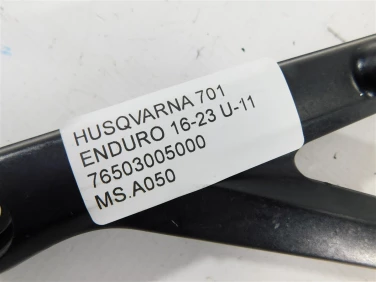 HUSQVARNA 701
ENDURO 16-23 U-11
76503005000
MS.A050